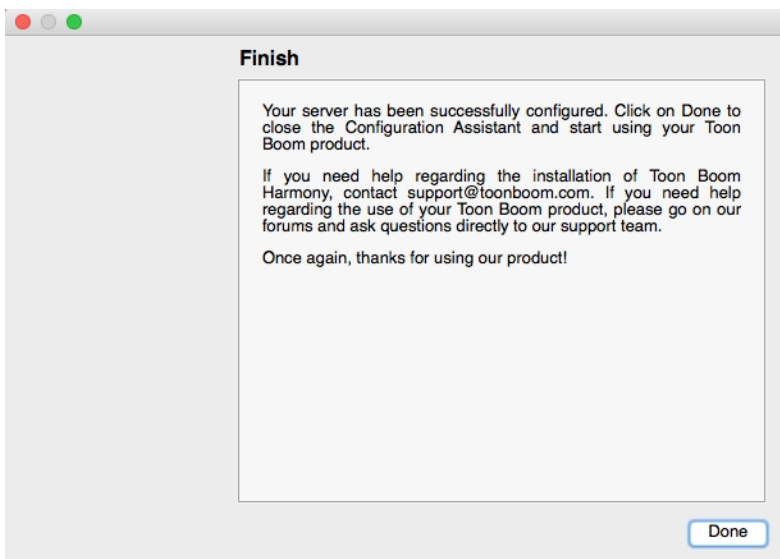 Finish
Your server has been successfully configured. Click on Done to
close the Configuration Assistant and start using your Toon
Boom product.
If you need help regarding the installation of Toon Boom
Harmony, contact support@toonboom.com. If you need help
regarding the use of your Toon Boom product, please go on our
forums and ask questions directly to our support team.
Once again, thanks for using our product!
Done